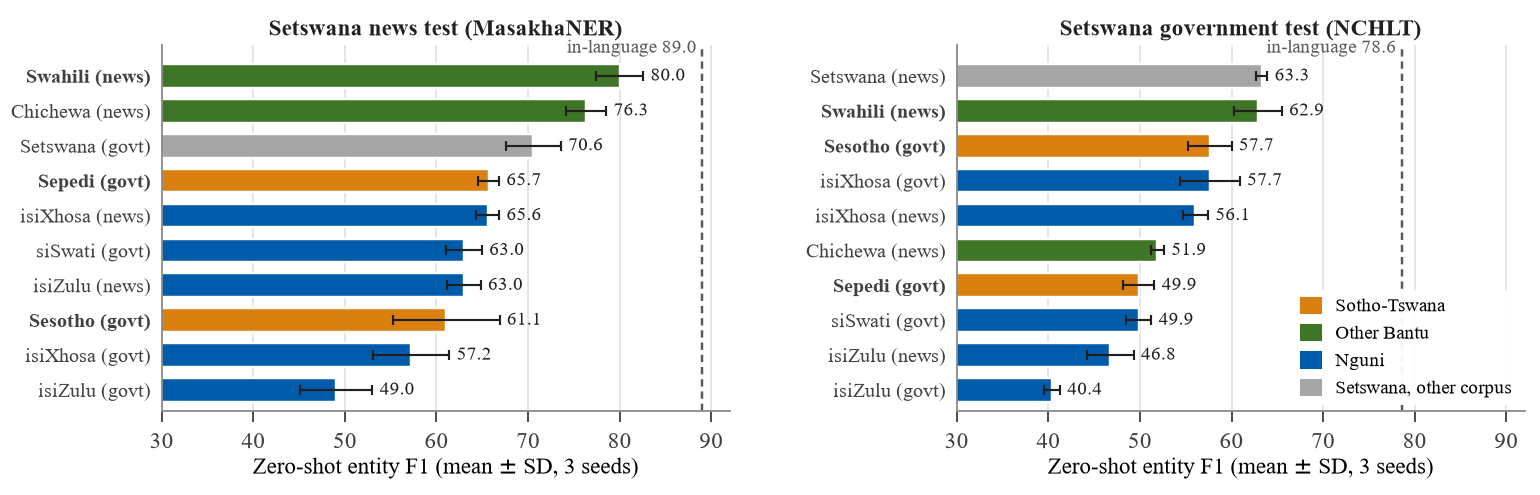 Setswana news test (MasakhaNER)
in-language 89.0
Swahili (news) 80.0
Chichewa (news) 76.3
Setswana (govt) 70.6
Sepedi (govt) 65.7
isiXhosa (news) 65.6
siSwati (govt) 63.0
isiZulu (news) 63.0
Sesotho (govt) 61.1
isiXhosa (govt) 57.2
isiZulu (govt) 49.0
30 40 50 60 70 80 90
Zero-shot entity F1 (mean ± SD, 3 seeds)
Setswana government test (NCHLT)
in-language 78.6
Setswana (news) 63.3
Swahili (news) 62.9
Sesotho (govt) 57.7
isiXhosa (govt) 57.7
isiXhosa (news) 56.1
Chichewa (news) 51.9
Sepedi (govt) 49.9
siSwati (govt) 49.9
isiZulu (news) 46.8
isiZulu (govt) 40.4
Sotho-Tswana
Other Bantu
Nguni
Setswana, other corpus
30 40 50 60 70 80 90
Zero-shot entity F1 (mean ± SD, 3 seeds)